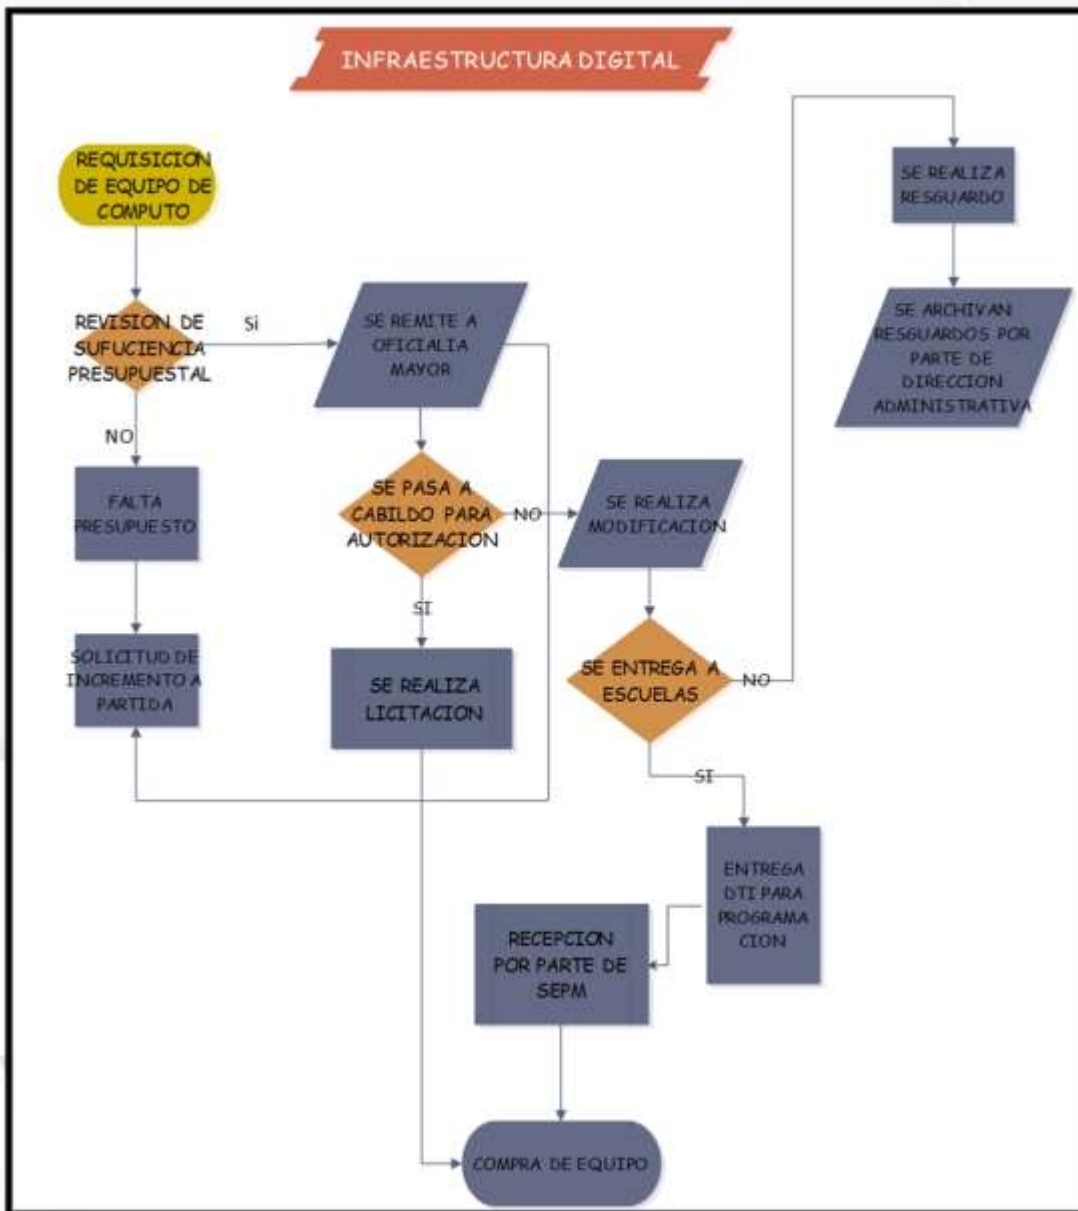 INFRAESTRUCTURA DIGITAL
REQUISICION
DE EQUIPO DE
COMPUTO
REVISION DE
SUFUCIENCIA
PRESUPUESTAL
Si
SE REMITE A
OFICIALIA
MAYOR
SE REALIZA
RESGUARDO
SE ARCHIVAN
RESGUARDOS POR
PARTE DE
DIRECCION
ADMINISTRATIVA
NO
FALTA
PRESUPUESTO
SE PASA A
CABILDO PARA
AUTORIZACION
NO
SE REALIZA
MODIFICACION
SI
SOLICITUD DE
INCREMENTO A
PARTIDA
SE REALIZA
LICITACION
SE ENTREGA A
ESCUELAS
NO
SI
ENTREGA
DTI PARA
PROGRAMA
CION
RECEPCION
POR PARTE DE
SEPM
COMPRA DE EQUIPO